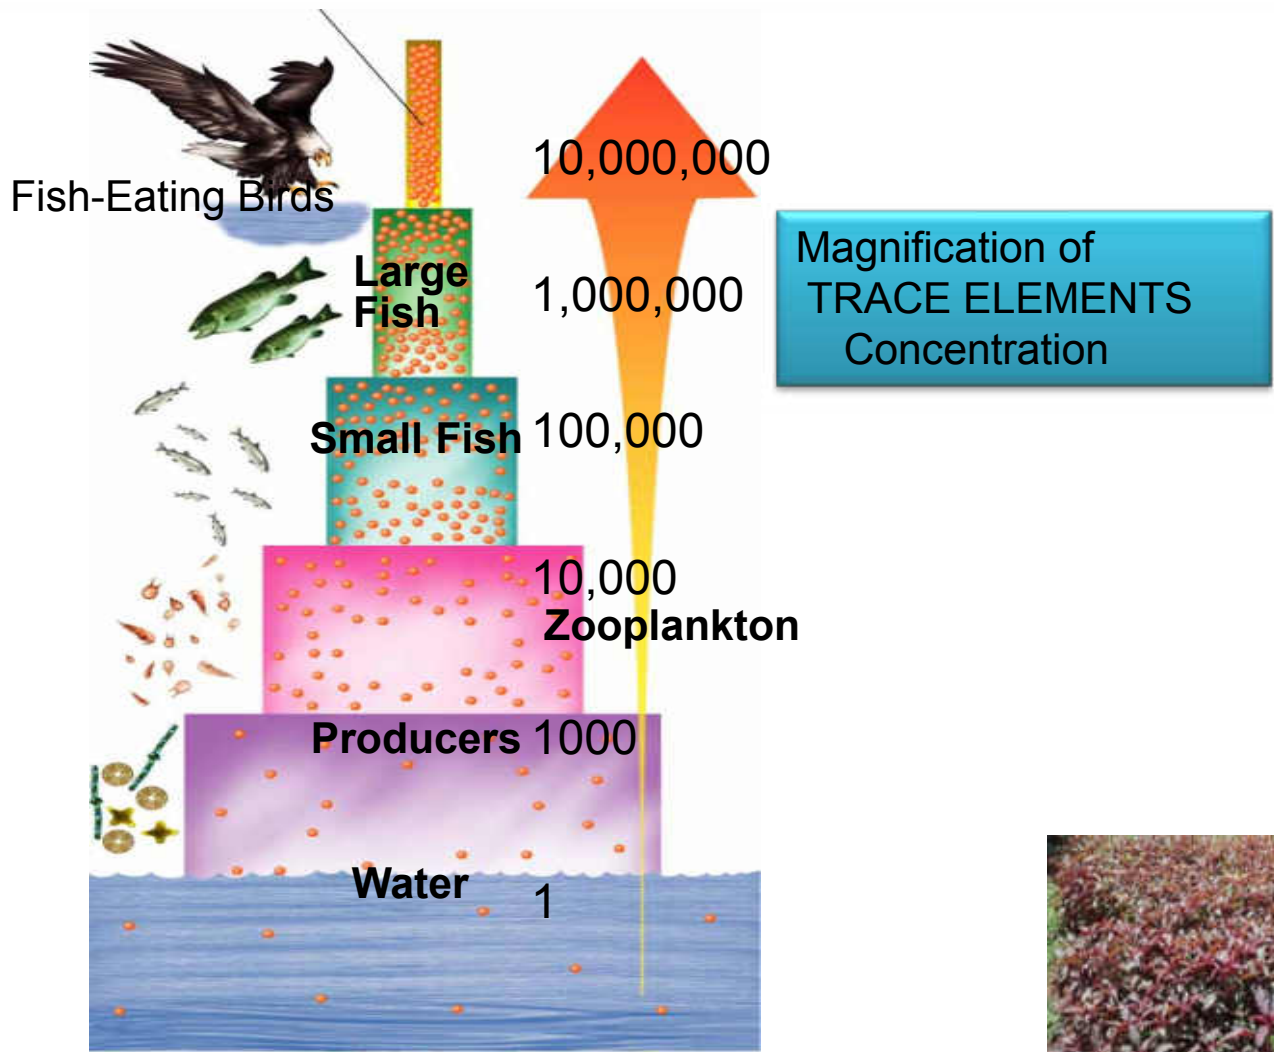 10,000,000
Fish-Eating Birds
Magnification of
TRACE ELEMENTS
Concentration
Large
Fish
1,000,000
Small Fish
100,000
10,000
Zooplankton
Producers
1000
Water
1